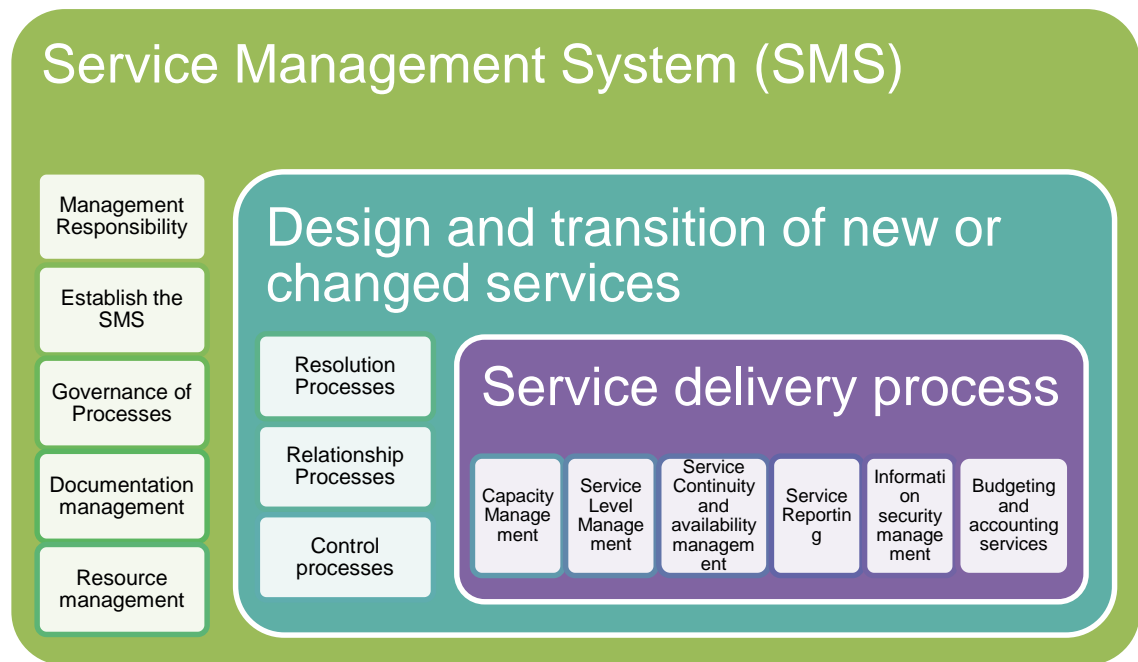 Service Management System (SMS)
Management
Responsibility
Establish the
SMS
Governance of
Processes
Documentation
management
Resource
management
Design and transition of new or
changed services
Resolution
Processes
Relationship
Processes
Control
processes
Service delivery process
Capacity
Manage
ment
Service
Level
Manage
ment
Service
Continuity
and
availability
managem
ent
Service
Reportin
g
Informati
on
security
manage
ment
Budgeting
and
accounting
services